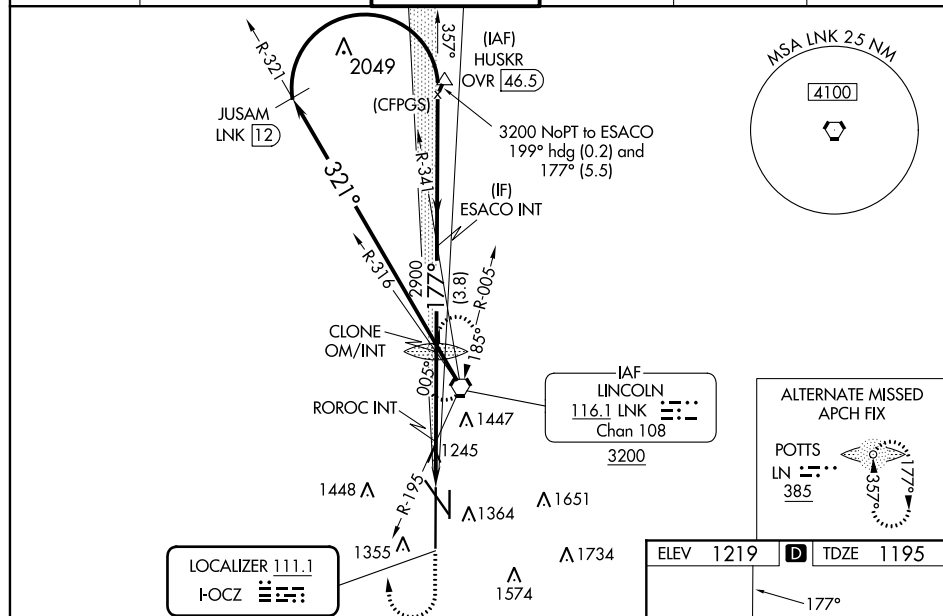 R-321
2049
357°
(IAF)
HUSKR
OVR 46.5
(CFPGS)
JUSAM
LNK 12
3200 NoPT to ESACO
199° hdg (0.2) and
177° (5.5)
MSA LNK 25 NM
4100
R-341
321°
(IF)
ESACO INT
R-316
2900
177°
(3.8)
R-005
185°
CLONE
OM/INT
005°
ROROC INT
IAF
LINCOLN
116.1 LNK
Chan 108
3200
1447
1245
ALTERNATE MISSED
APCH FIX
POTTS
LN
385
357°
177°
1448
R-195
1364
1651
1355
1734
1574
LOCALIZER 111.1
I-OCZ
ELEV 1219 D TDZE 1195
177°